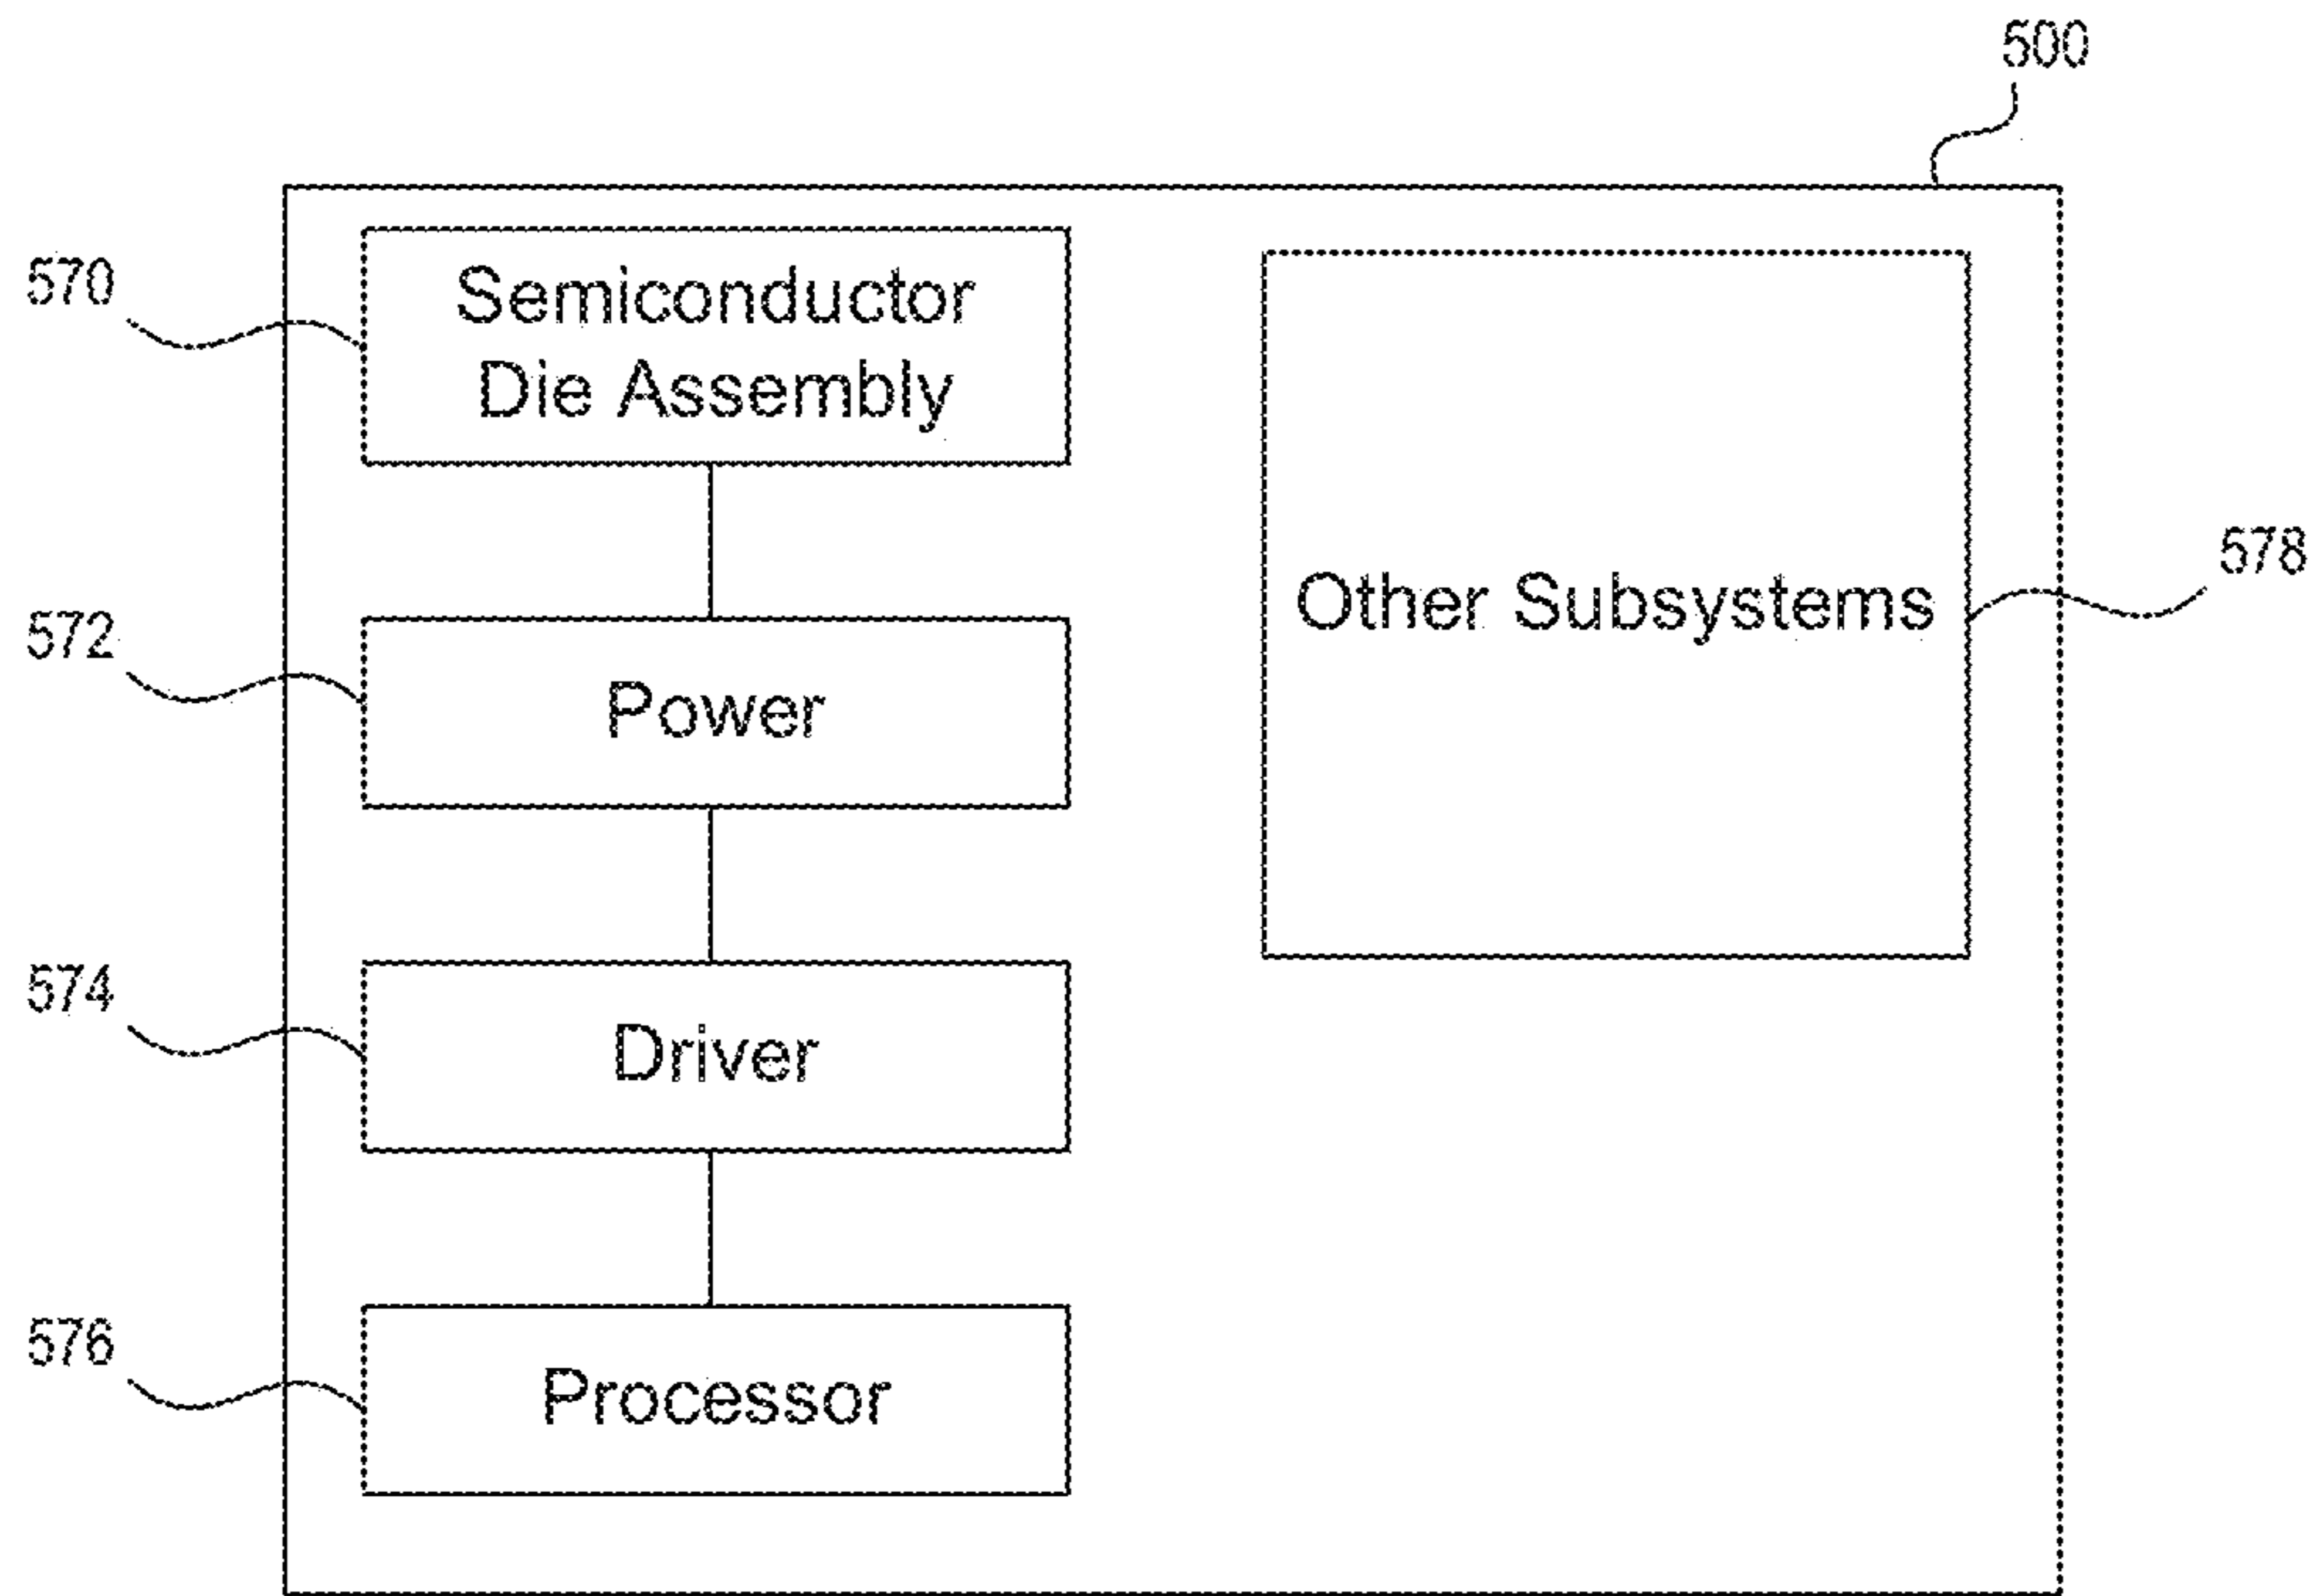 500
570
Semiconductor
Die Assembly
578
Other Subsystems
572
Power
574
Driver
576
Processor